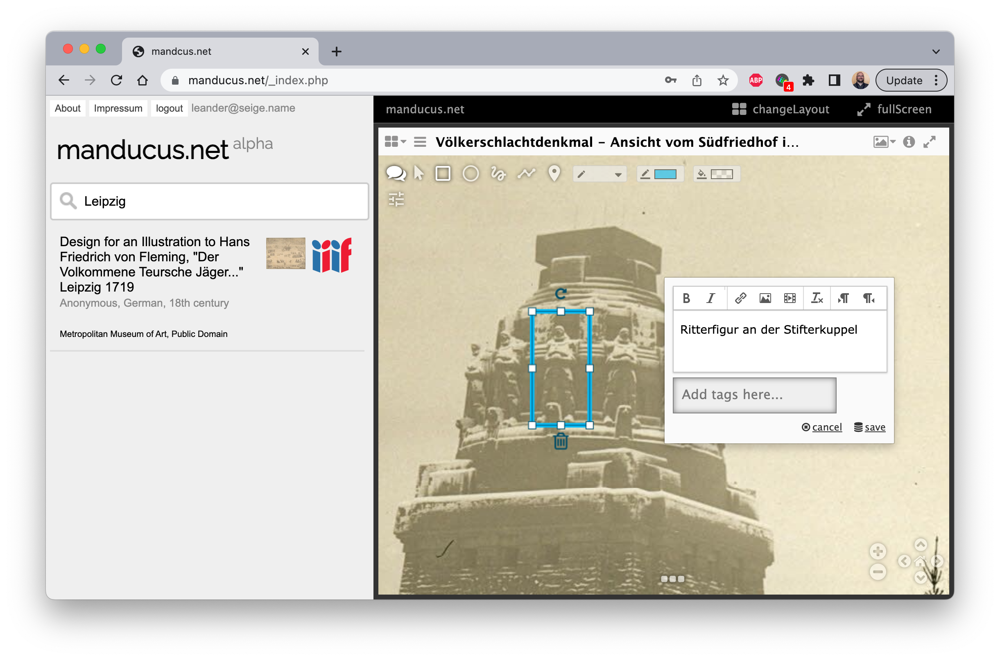 mandcus.net
manducus.net/_index.php
ABP
4
Update
About Impressum logout leander@seige.name
manducus.net alpha
Leipzig
Design for an Illustration to Hans
Friedrich von Fleming, "Der
Volkommene Teursche Jäger..."
Leipzig 1719
Anonymous, German, 18th century
Metropolitan Museum of Art, Public Domain
iiif
manducus.net changeLayout fullScreen
Völkerschlachtdenkmal – Ansicht vom Südfriedhof i...
B I
Ritterfigur an der Stifterkuppel
Add tags here...
cancel save